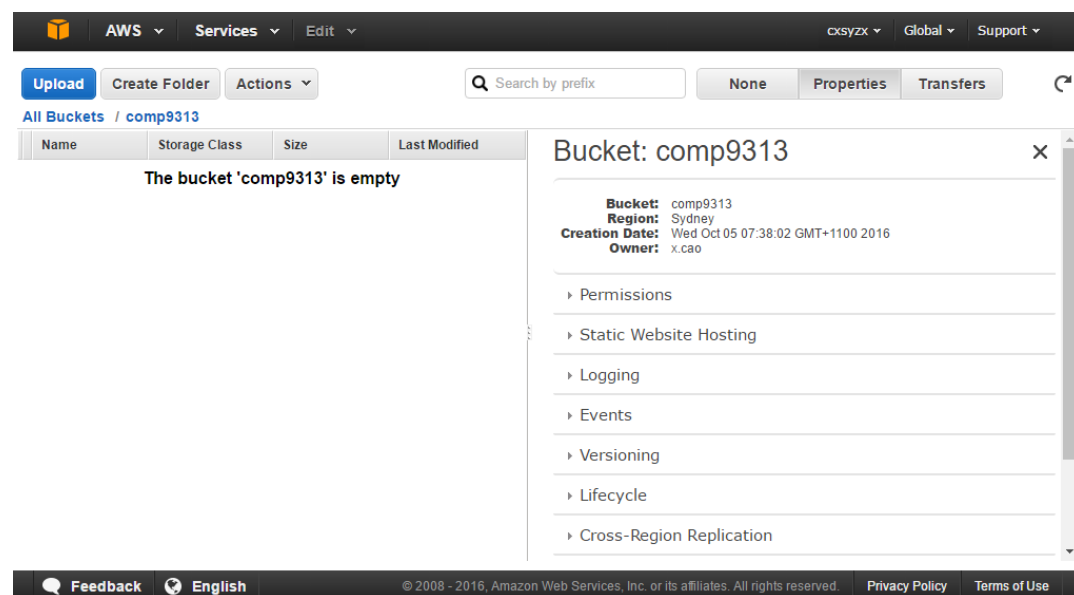 AWS Services Edit cxsyzx Global Support
Upload Create Folder Actions Search by prefix None Properties Transfers
All Buckets / comp9313
Name Storage Class Size Last Modified
The bucket 'comp9313' is empty
Bucket: comp9313
Bucket: comp9313
Region: Sydney
Creation Date: Wed Oct 05 07:38:02 GMT+1100 2016
Owner: x.cao
Permissions
Static Website Hosting
Logging
Events
Versioning
Lifecycle
Cross-Region Replication
Feedback English © 2008 - 2016, Amazon Web Services, Inc. or its affiliates. All rights reserved. Privacy Policy Terms of Use